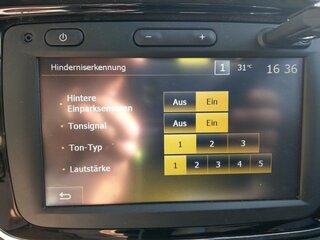 Hinderniserkennung 1 31°C 16 36
Hintere Einparksensoren Aus Ein
Tonsignal Aus Ein
Ton-Typ 1 2 3
Lautstärke 1 2 3 4 5